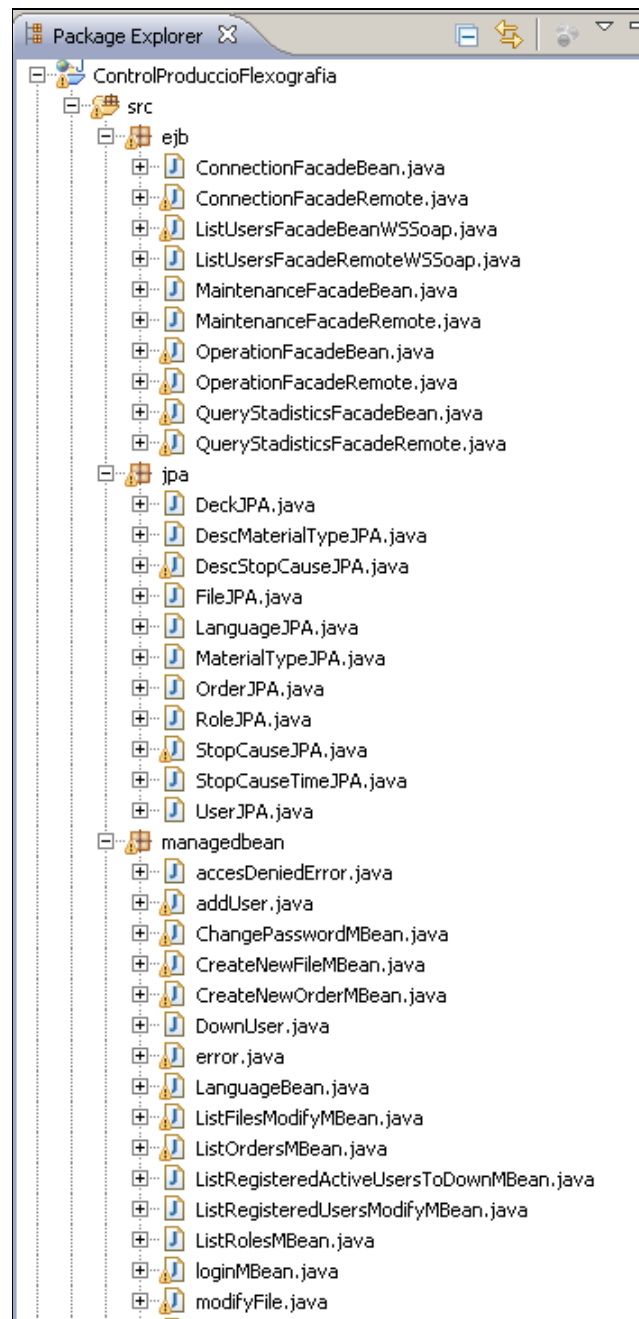 Package Explorer
ControlProduccioFlexografia
src
ejb
ConnectionFacadeBean.java
ConnectionFacadeRemote.java
ListUsersFacadeBeanWSSoap.java
ListUsersFacadeRemoteWSSoap.java
MaintenanceFacadeBean.java
MaintenanceFacadeRemote.java
OperationFacadeBean.java
OperationFacadeRemote.java
QueryStadisticsFacadeBean.java
QueryStadisticsFacadeRemote.java
jpa
DeckJPA.java
DescMaterialTypeJPA.java
DescStopCauseJPA.java
FileJPA.java
LanguageJPA.java
MaterialTypeJPA.java
OrderJPA.java
RoleJPA.java
StopCauseJPA.java
StopCauseTimeJPA.java
UserJPA.java
managedbean
accesDeniedError.java
addUser.java
ChangePasswordMBean.java
CreateNewFileMBean.java
CreateNewOrderMBean.java
DownUser.java
error.java
LanguageBean.java
ListFilesModifyMBean.java
ListOrdersMBean.java
ListRegisteredActiveUsersToDownMBean.java
ListRegisteredUsersModifyMBean.java
ListRolesMBean.java
loginMBean.java
modifyFile.java